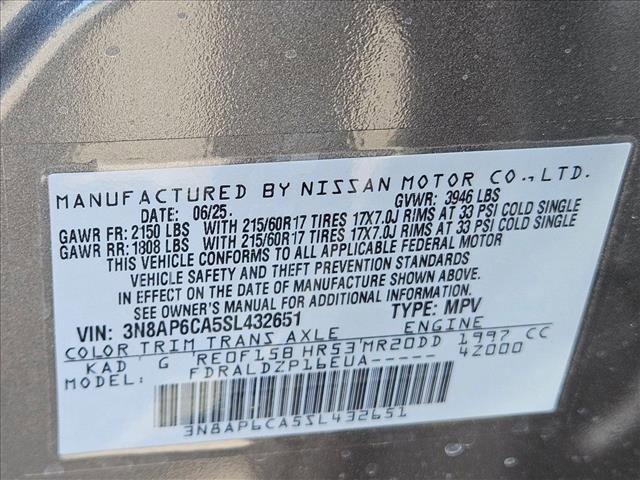 MANUFACTURED BY NISSAN MOTOR CO., LTD.
DATE: 06/25. GVWR: 3946 LBS
GAWR FR: 2150 LBS WITH 215/60R17 TIRES 17X7.0J RIMS AT 33 PSI COLD SINGLE
GAWR RR: 1808 LBS WITH 215/60R17 TIRES 17X7.0J RIMS AT 33 PSI COLD SINGLE
THIS VEHICLE CONFORMS TO ALL APPLICABLE FEDERAL MOTOR
VEHICLE SAFETY AND THEFT PREVENTION STANDARDS
IN EFFECT ON THE DATE OF MANUFACTURE SHOWN ABOVE.
SEE OWNER'S MANUAL FOR ADDITIONAL INFORMATION.
VIN: 3N8AP6CA5SL432651 TYPE: MPV
COLOR TRIM TRANS AXLE ENGINE
KAD G RE0F15B HR53 MR20DD 1997 CC
MODEL: FDRALDZP16EUA----- 4Z000
3N8AP6CA5SL432651